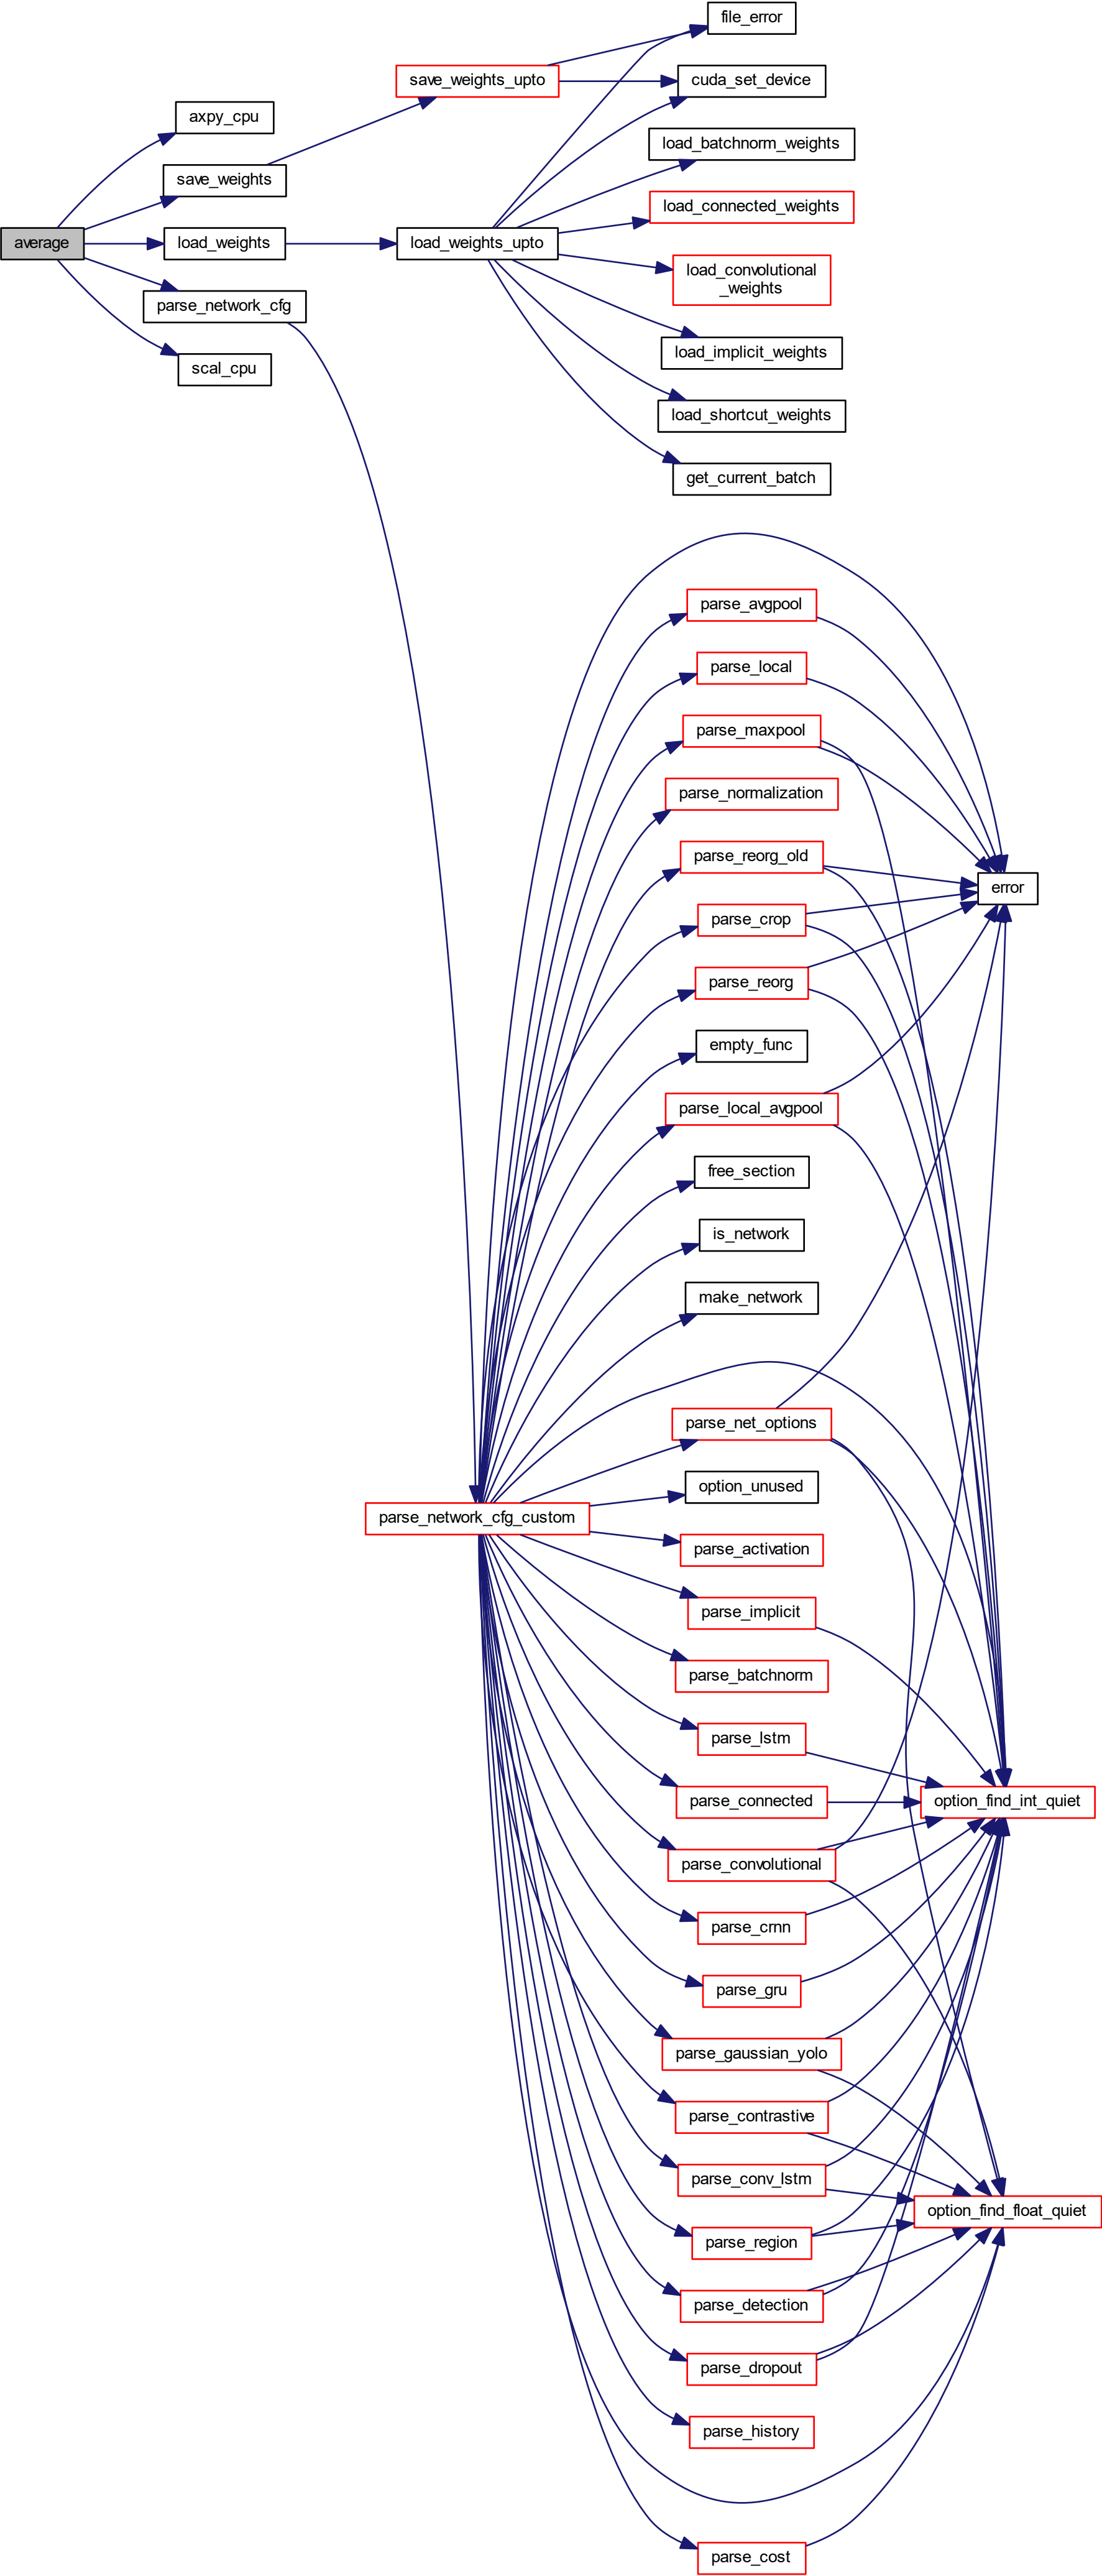 file_error
save_weights_upto
cuda_set_device
axpy_cpu
load_batchnorm_weights
save_weights
load_connected_weights
average
load_weights
load_weights_upto
load_convolutional
_weights
parse_network_cfg
load_implicit_weights
scal_cpu
load_shortcut_weights
get_current_batch
parse_avgpool
parse_local
parse_maxpool
parse_normalization
parse_reorg_old
error
parse_crop
parse_reorg
empty_func
parse_local_avgpool
free_section
is_network
make_network
parse_net_options
option_unused
parse_network_cfg_custom
parse_activation
parse_implicit
parse_batchnorm
parse_lstm
parse_connected
option_find_int_quiet
parse_convolutional
parse_crnn
parse_gru
parse_gaussian_yolo
parse_contrastive
parse_conv_lstm
option_find_float_quiet
parse_region
parse_detection
parse_dropout
parse_history
parse_cost